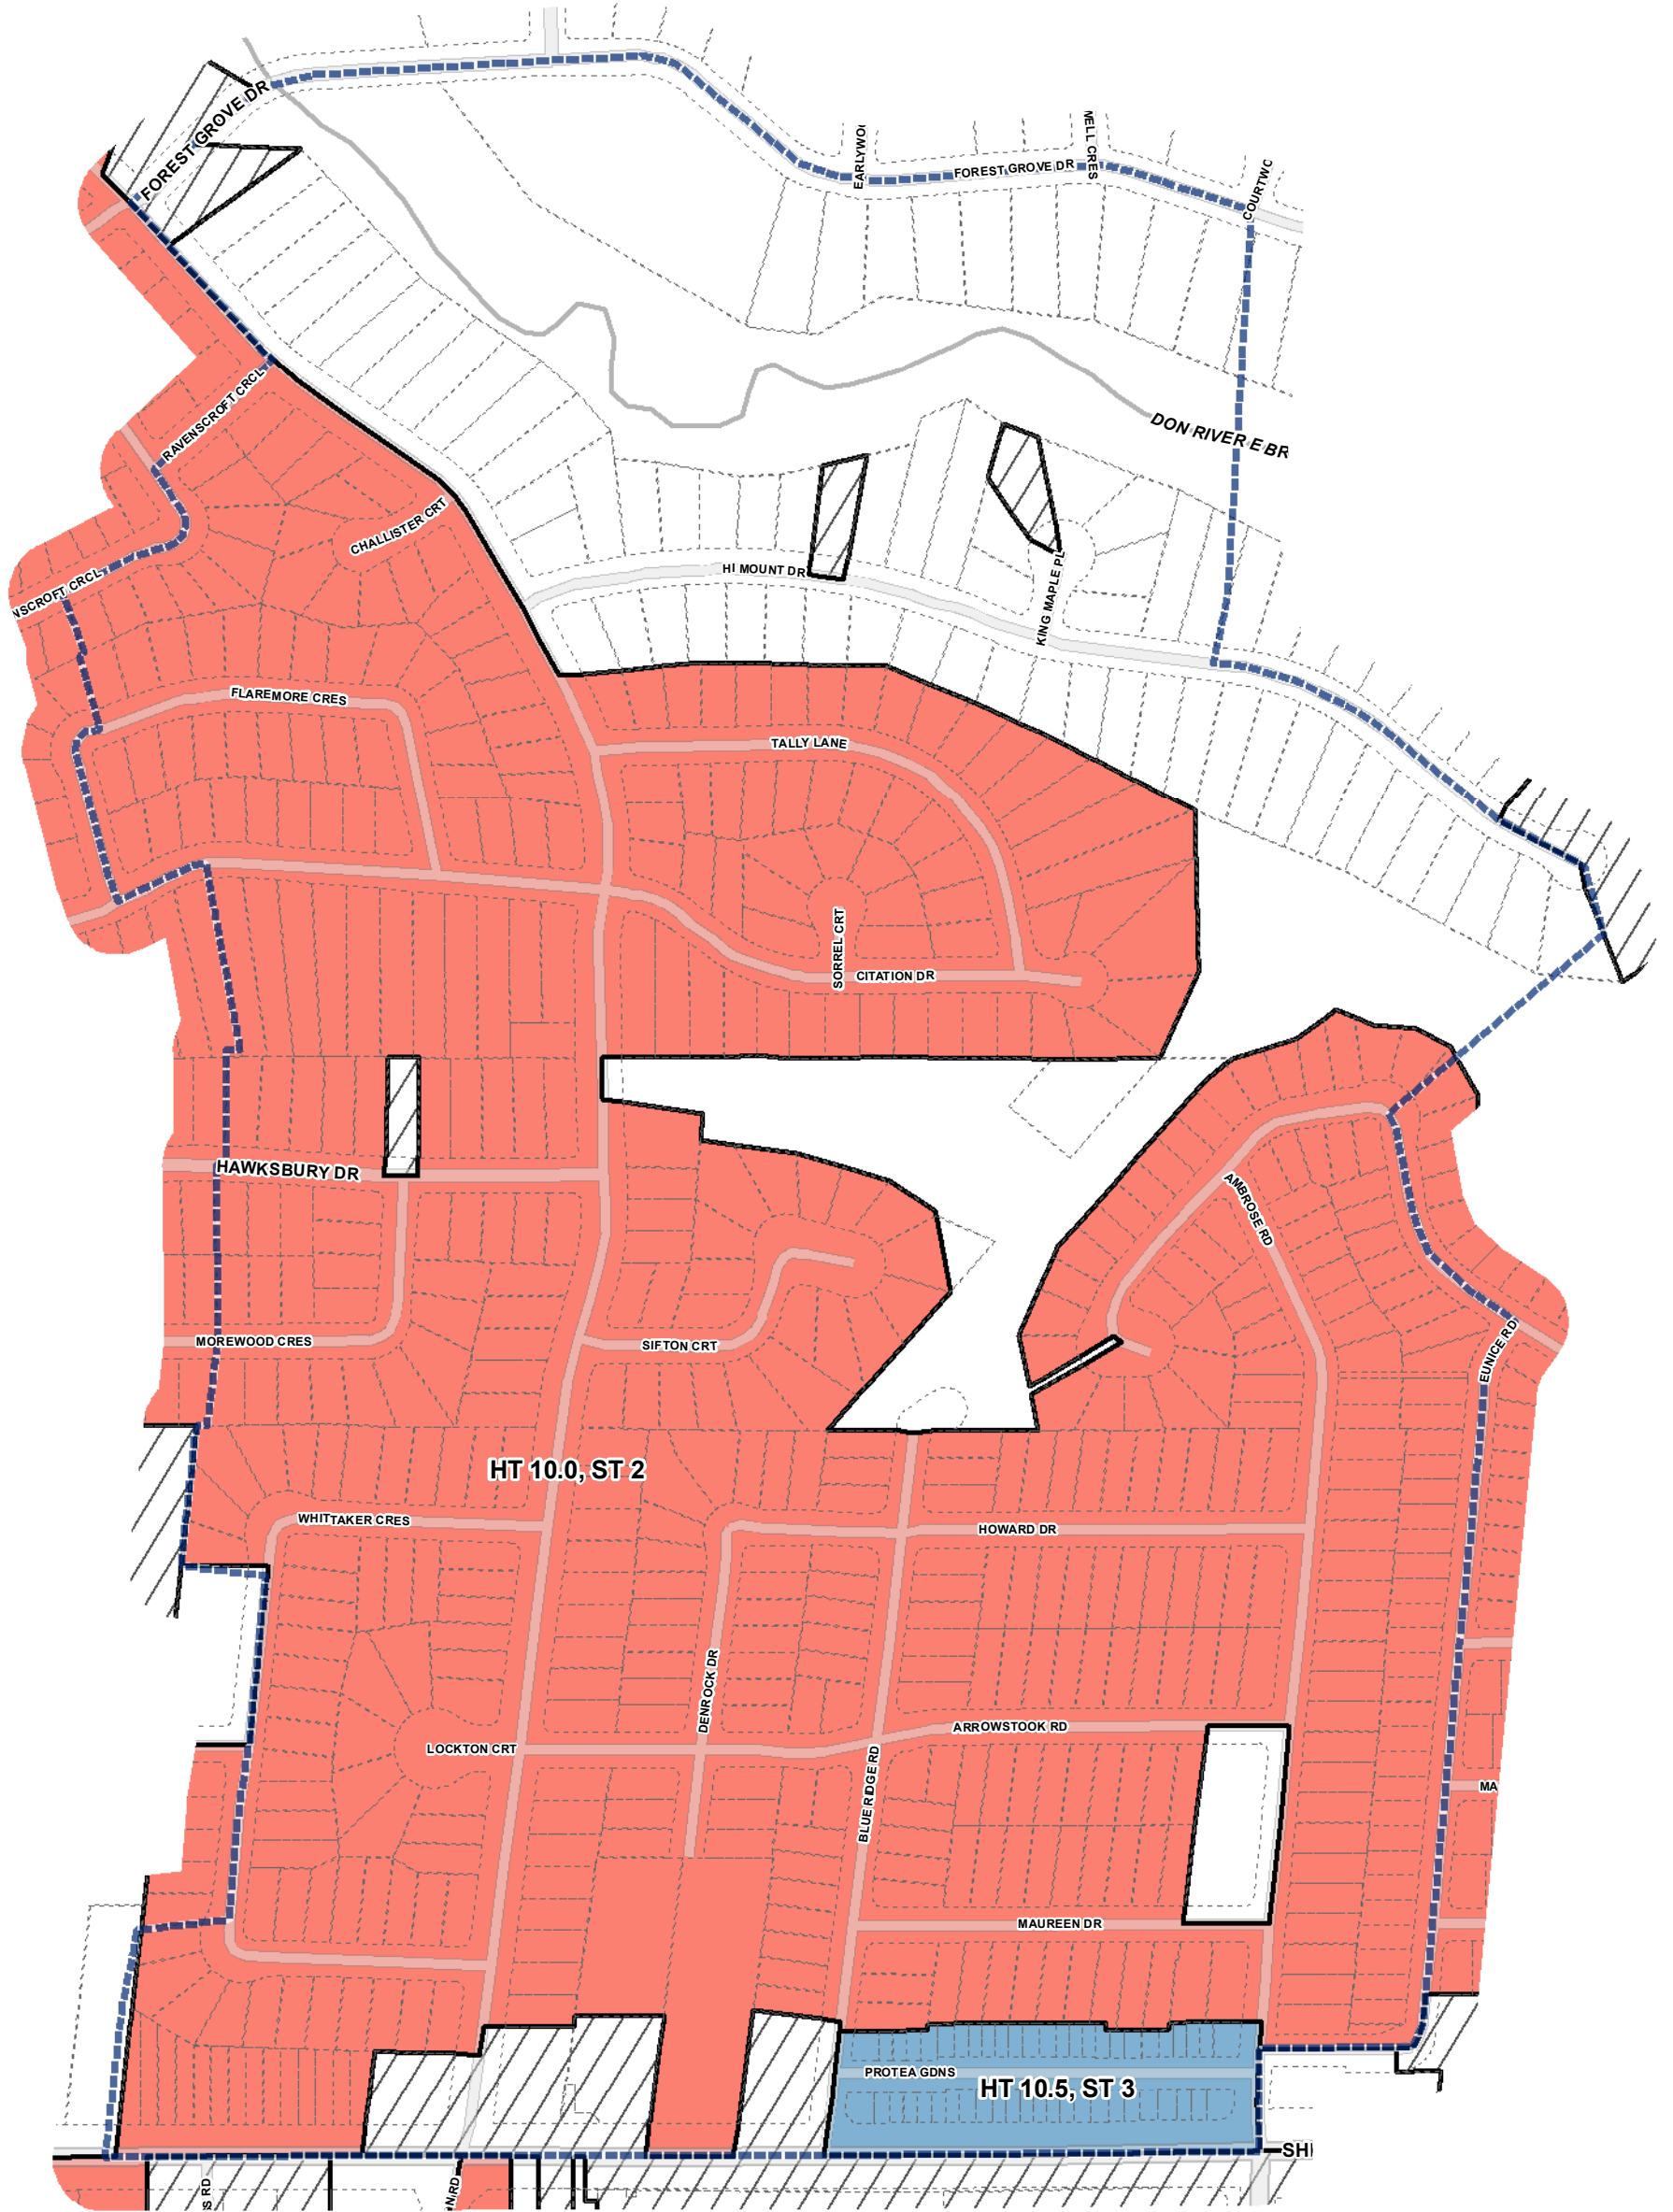 FOREST GROVE DR
EARLYWO
WELL CRES
FOREST GROVE DR
COURTWO
RAVENSCROFT CRCL
DON RIVER E BR
CHALLISTER CRT
NSCROFT CRCL
HI MOUNT DR
KING MAPLE PL
FLAREMORE CRES
TALLY LANE
SORREL CRT
CITATION DR
HAWKSBURY DR
AMBROSE RD
MOREWOOD CRES
SIFTON CRT
EUNICE RD
HT 10.0, ST 2
WHITTAKER CRES
HOWARD DR
DENROCK DR
ARROWSTOOK RD
LOCKTON CRT
BLUERIDGE RD
MA
MAUREEN DR
PROTEA GDNS
HT 10.5, ST 3
SH
S RD
N RD